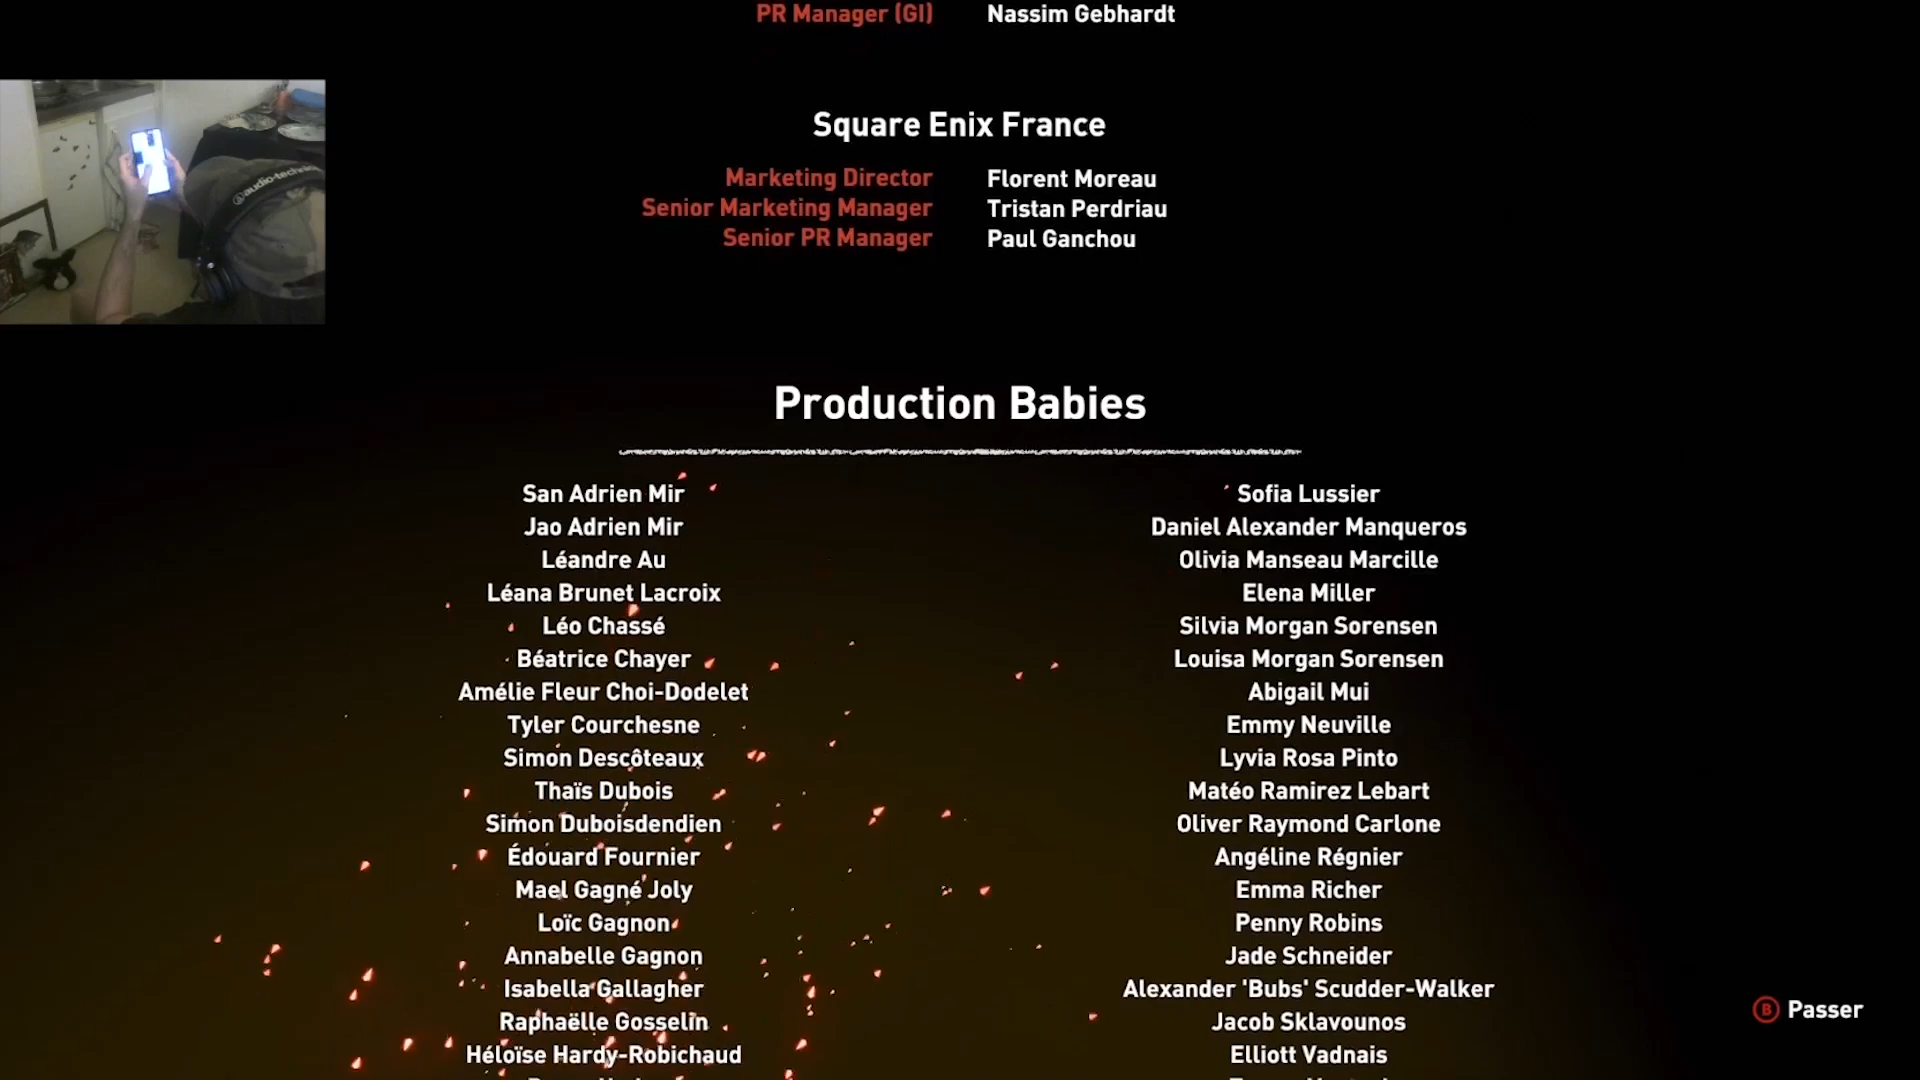 PR Manager (GI) Nassim Gebhardt
Square Enix France
Marketing Director Florent Moreau
Senior Marketing Manager Tristan Perdriau
Senior PR Manager Paul Ganchou
audio-technica
Production Babies
San Adrien Mir Sofia Lussier
Jao Adrien Mir Daniel Alexander Manqueros
Léandre Au Olivia Manseau Marcille
Léana Brunet Lacroix Elena Miller
Léo Chassé Silvia Morgan Sorensen
Béatrice Chayer Louisa Morgan Sorensen
Amélie Fleur Choi-Dodelet Abigail Mui
Tyler Courchesne Emmy Neuville
Simon Descôteaux Lyvia Rosa Pinto
Thaïs Dubois Matéo Ramirez Lebart
Simon Duboisdendien Oliver Raymond Carlone
Édouard Fournier Angéline Régnier
Mael Gagné Joly Emma Richer
Loïc Gagnon Penny Robins
Annabelle Gagnon Jade Schneider
Isabella Gallagher Alexander 'Bubs' Scudder-Walker
Raphaëlle Gosselin Jacob Sklavounos
Héloïse Hardy-Robichaud Elliott Vadnais
B Passer